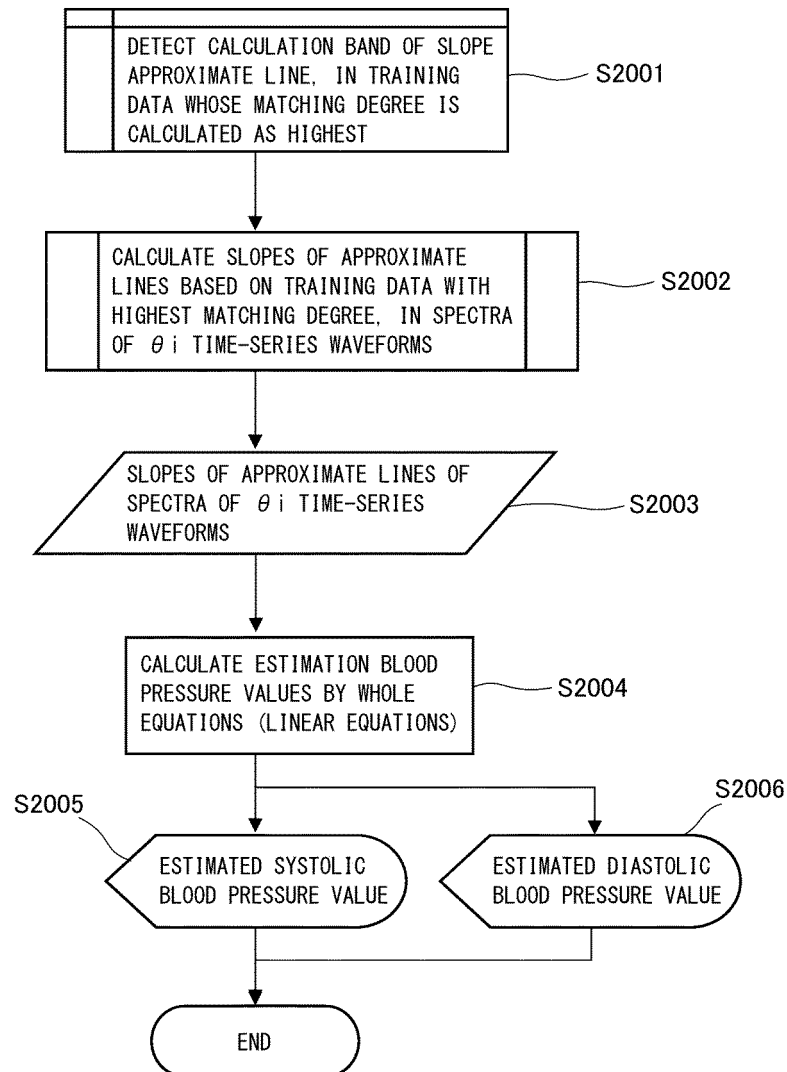 DETECT CALCULATION BAND OF SLOPE
APPROXIMATE LINE, IN TRAINING
DATA WHOSE MATCHING DEGREE IS
CALCULATED AS HIGHEST
S2001
CALCULATE SLOPES OF APPROXIMATE
LINES BASED ON TRAINING DATA WITH
HIGHEST MATCHING DEGREE, IN SPECTRA
OF θi TIME-SERIES WAVEFORMS
S2002
SLOPES OF APPROXIMATE LINES OF
SPECTRA OF θi TIME-SERIES
WAVEFORMS
S2003
CALCULATE ESTIMATION BLOOD
PRESSURE VALUES BY WHOLE
EQUATIONS (LINEAR EQUATIONS)
S2004
S2005
ESTIMATED SYSTOLIC
BLOOD PRESSURE VALUE
S2006
ESTIMATED DIASTOLIC
BLOOD PRESSURE VALUE
END